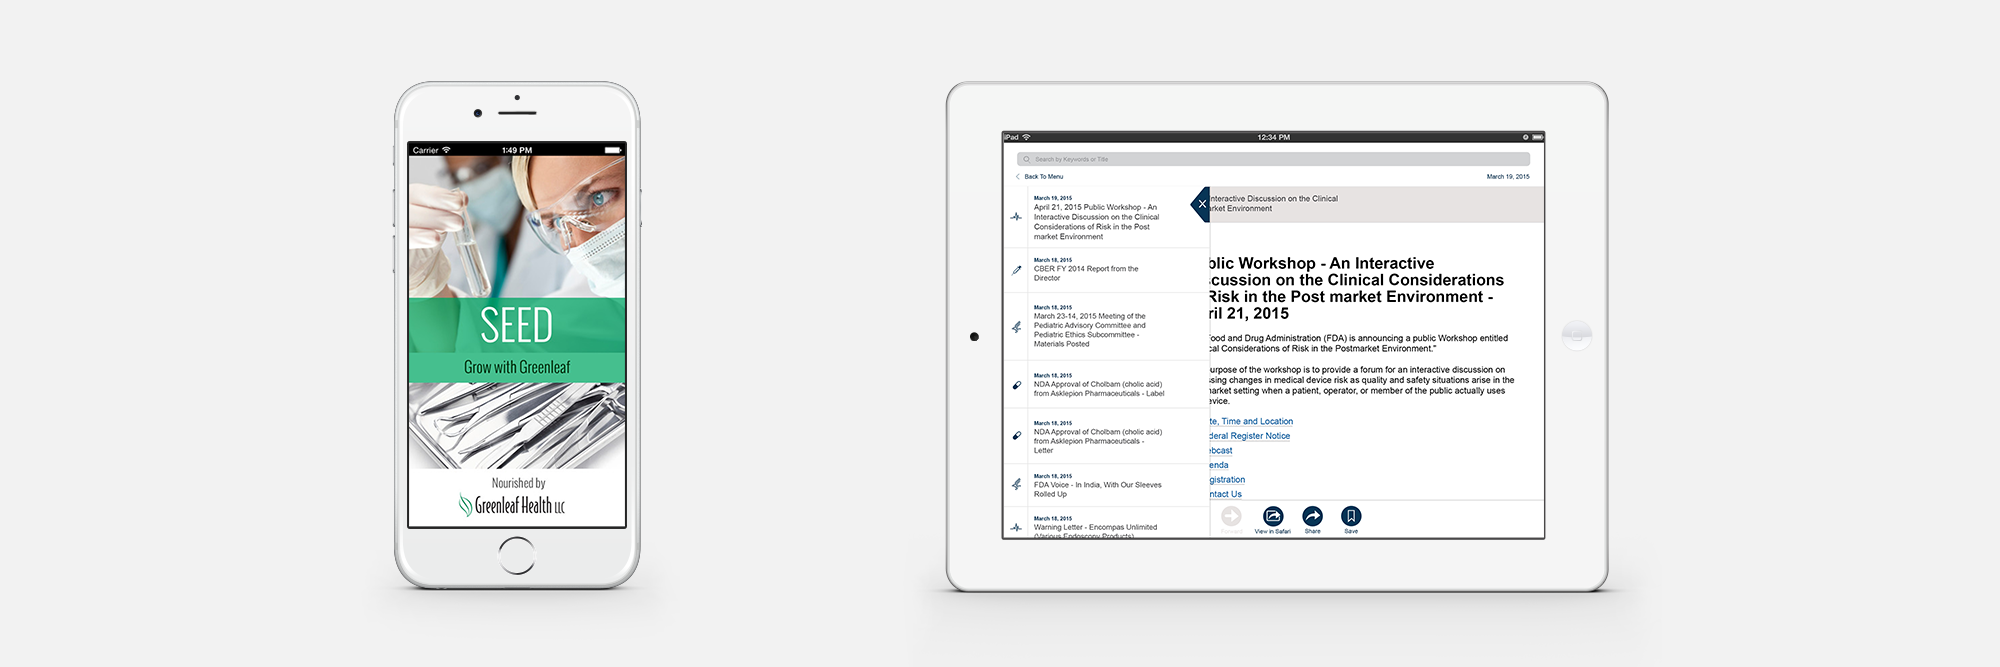 Carrier
1:49 PM
SEED
Grow with Greenleaf
Nourished by
Greenleaf Health LLC
iPad
12:34 PM
Search by Keywords or Title
Back To Menu
March 19, 2015
March 19, 2015
April 21, 2015 Public Workshop - An
Interactive Discussion on the Clinical
Considerations of Risk in the Post
market Environment
March 18, 2015
CBER FY 2014 Report from the
Director
March 18, 2015
March 23-14, 2015 Meeting of the
Pediatric Advisory Committee and
Pediatric Ethics Subcommittee -
Materials Posted
March 18, 2015
NDA Approval of Cholbam (cholic acid)
from Asklepion Pharmaceuticals - Label
March 18, 2015
NDA Approval of Cholbam (cholic acid)
from Asklepion Pharmaceuticals -
Letter
March 18, 2015
FDA Voice - In India, With Our Sleeves
Rolled Up
March 18, 2015
Warning Letter - Encompas Unlimited
(Various Endoscopy Products)
nteractive Discussion on the Clinical
rket Environment
blic Workshop - An Interactive
scussion on the Clinical Considerations
Risk in the Post market Environment -
ril 21, 2015
ood and Drug Administration (FDA) is announcing a public Workshop entitled
cal Considerations of Risk in the Postmarket Environment."
urpose of the workshop is to provide a forum for an interactive discussion on
ssing changes in medical device risk as quality and safety situations arise in the
market setting when a patient, operator, or member of the public actually uses
evice.
te, Time and Location
deral Register Notice
ebcast
enda
gistration
ntact Us
Forward
View in Safari
Share
Save